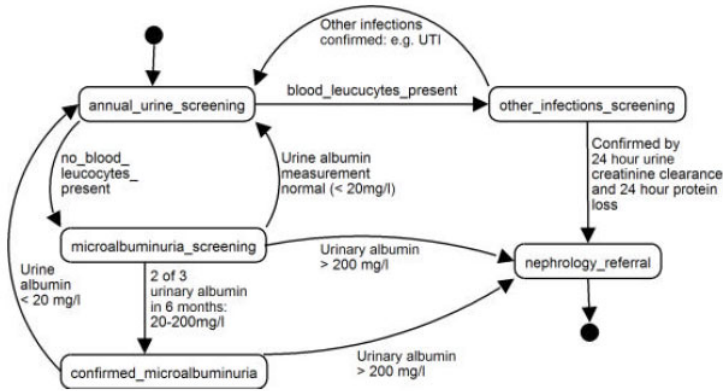 Other infections
confirmed: e.g. UTI
annual_urine_screening
blood_leucucytes_present
other_infections_screening
no_blood_
leucocytes_
present
Urine albumin
measurement
normal (< 20mg/l)
Confirmed by
24 hour urine
creatinine clearance
and 24 hour protein
loss
microalbuminuria_screening
Urinary albumin
> 200 mg/l
nephrology_referral
Urine
albumin
< 20 mg/l
2 of 3
urinary albumin
in 6 months:
20-200mg/l
confirmed_microalbuminuria
Urinary albumin
> 200 mg/l